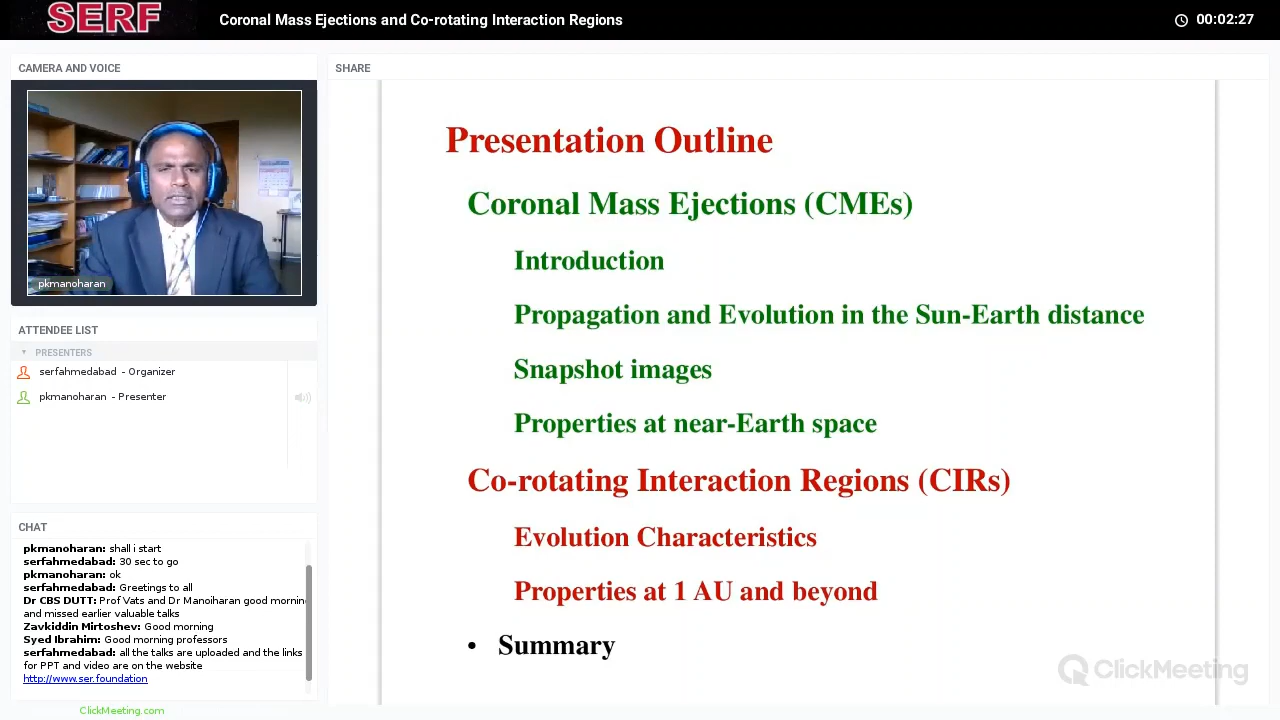 SERF
Coronal Mass Ejections and Co-rotating Interaction Regions
00:02:27
CAMERA AND VOICE
pkmanoharan
ATTENDEE LIST
PRESENTERS
serfahmedabad - Organizer
pkmanoharan - Presenter
CHAT
pkmanoharan: shall i start
serfahmedabad: 30 sec to go
pkmanoharan: ok
serfahmedabad: Greetings to all
Dr CBS DUTT: Prof Vats and Dr Manoiharan good mornin
and missed earlier valuable talks
Zavkiddin Mirtoshev: Good morning
Syed Ibrahim: Good morning professors
serfahmedabad: all the talks are uploaded and the links
for PPT and video are on the website
http://www.ser.foundation
ClickMeeting.com
SHARE
Presentation Outline
Coronal Mass Ejections (CMEs)
Introduction
Propagation and Evolution in the Sun-Earth distance
Snapshot images
Properties at near-Earth space
Co-rotating Interaction Regions (CIRs)
Evolution Characteristics
Properties at 1 AU and beyond
• Summary
ClickMeeting